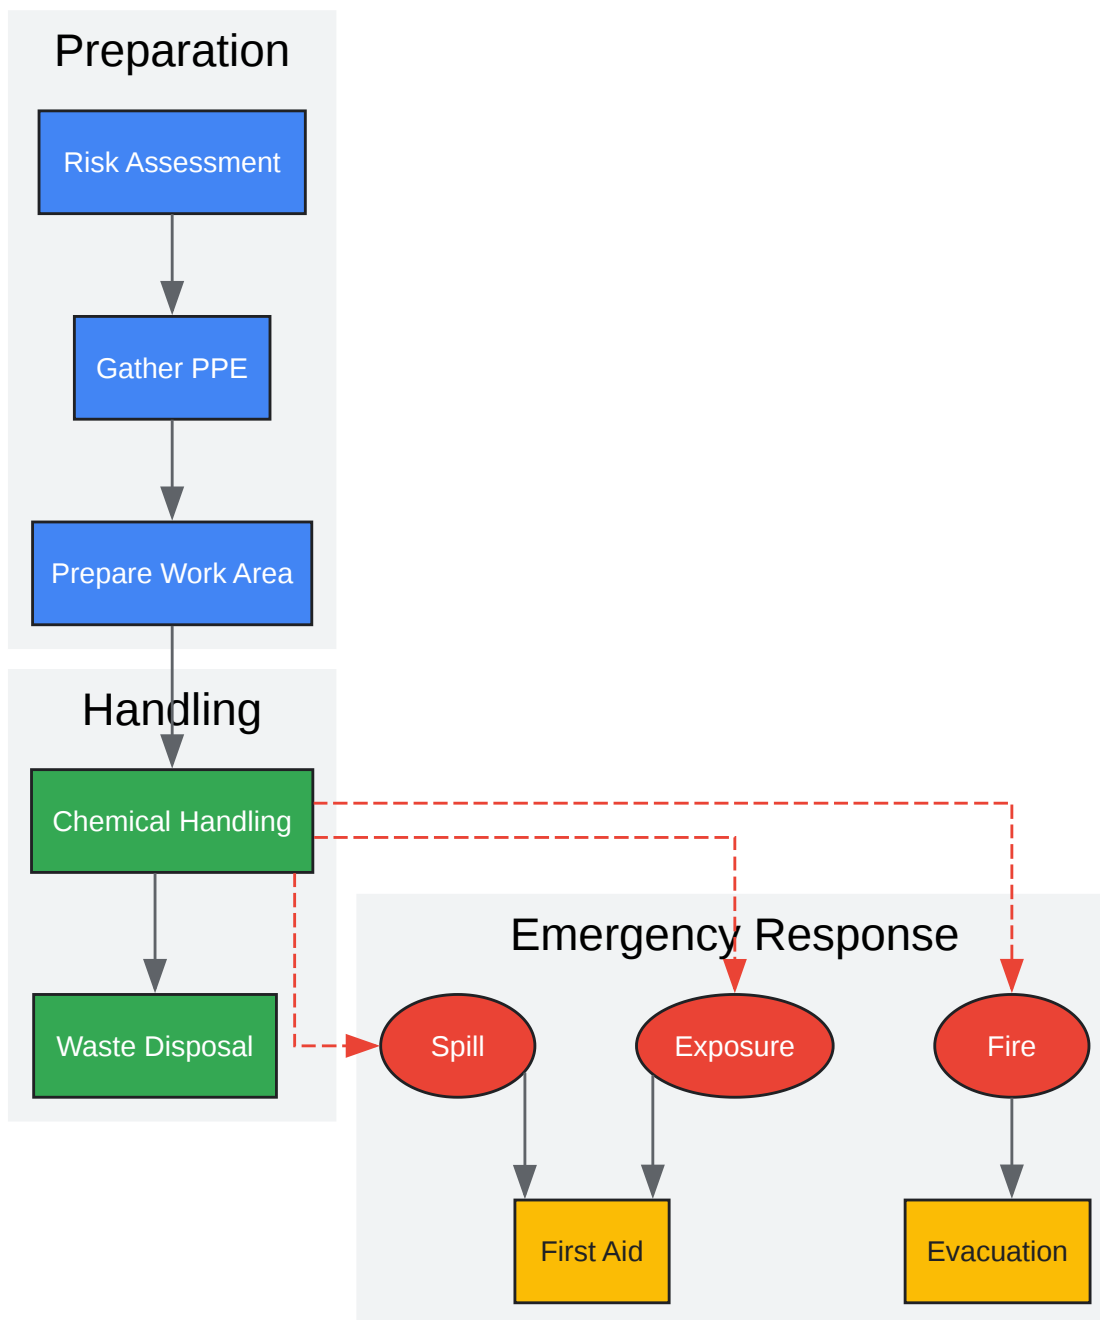 Preparation
Risk Assessment
Gather PPE
Prepare Work Area
Handling
Chemical Handling
Waste Disposal
Emergency Response
Spill
Exposure
Fire
First Aid
Evacuation